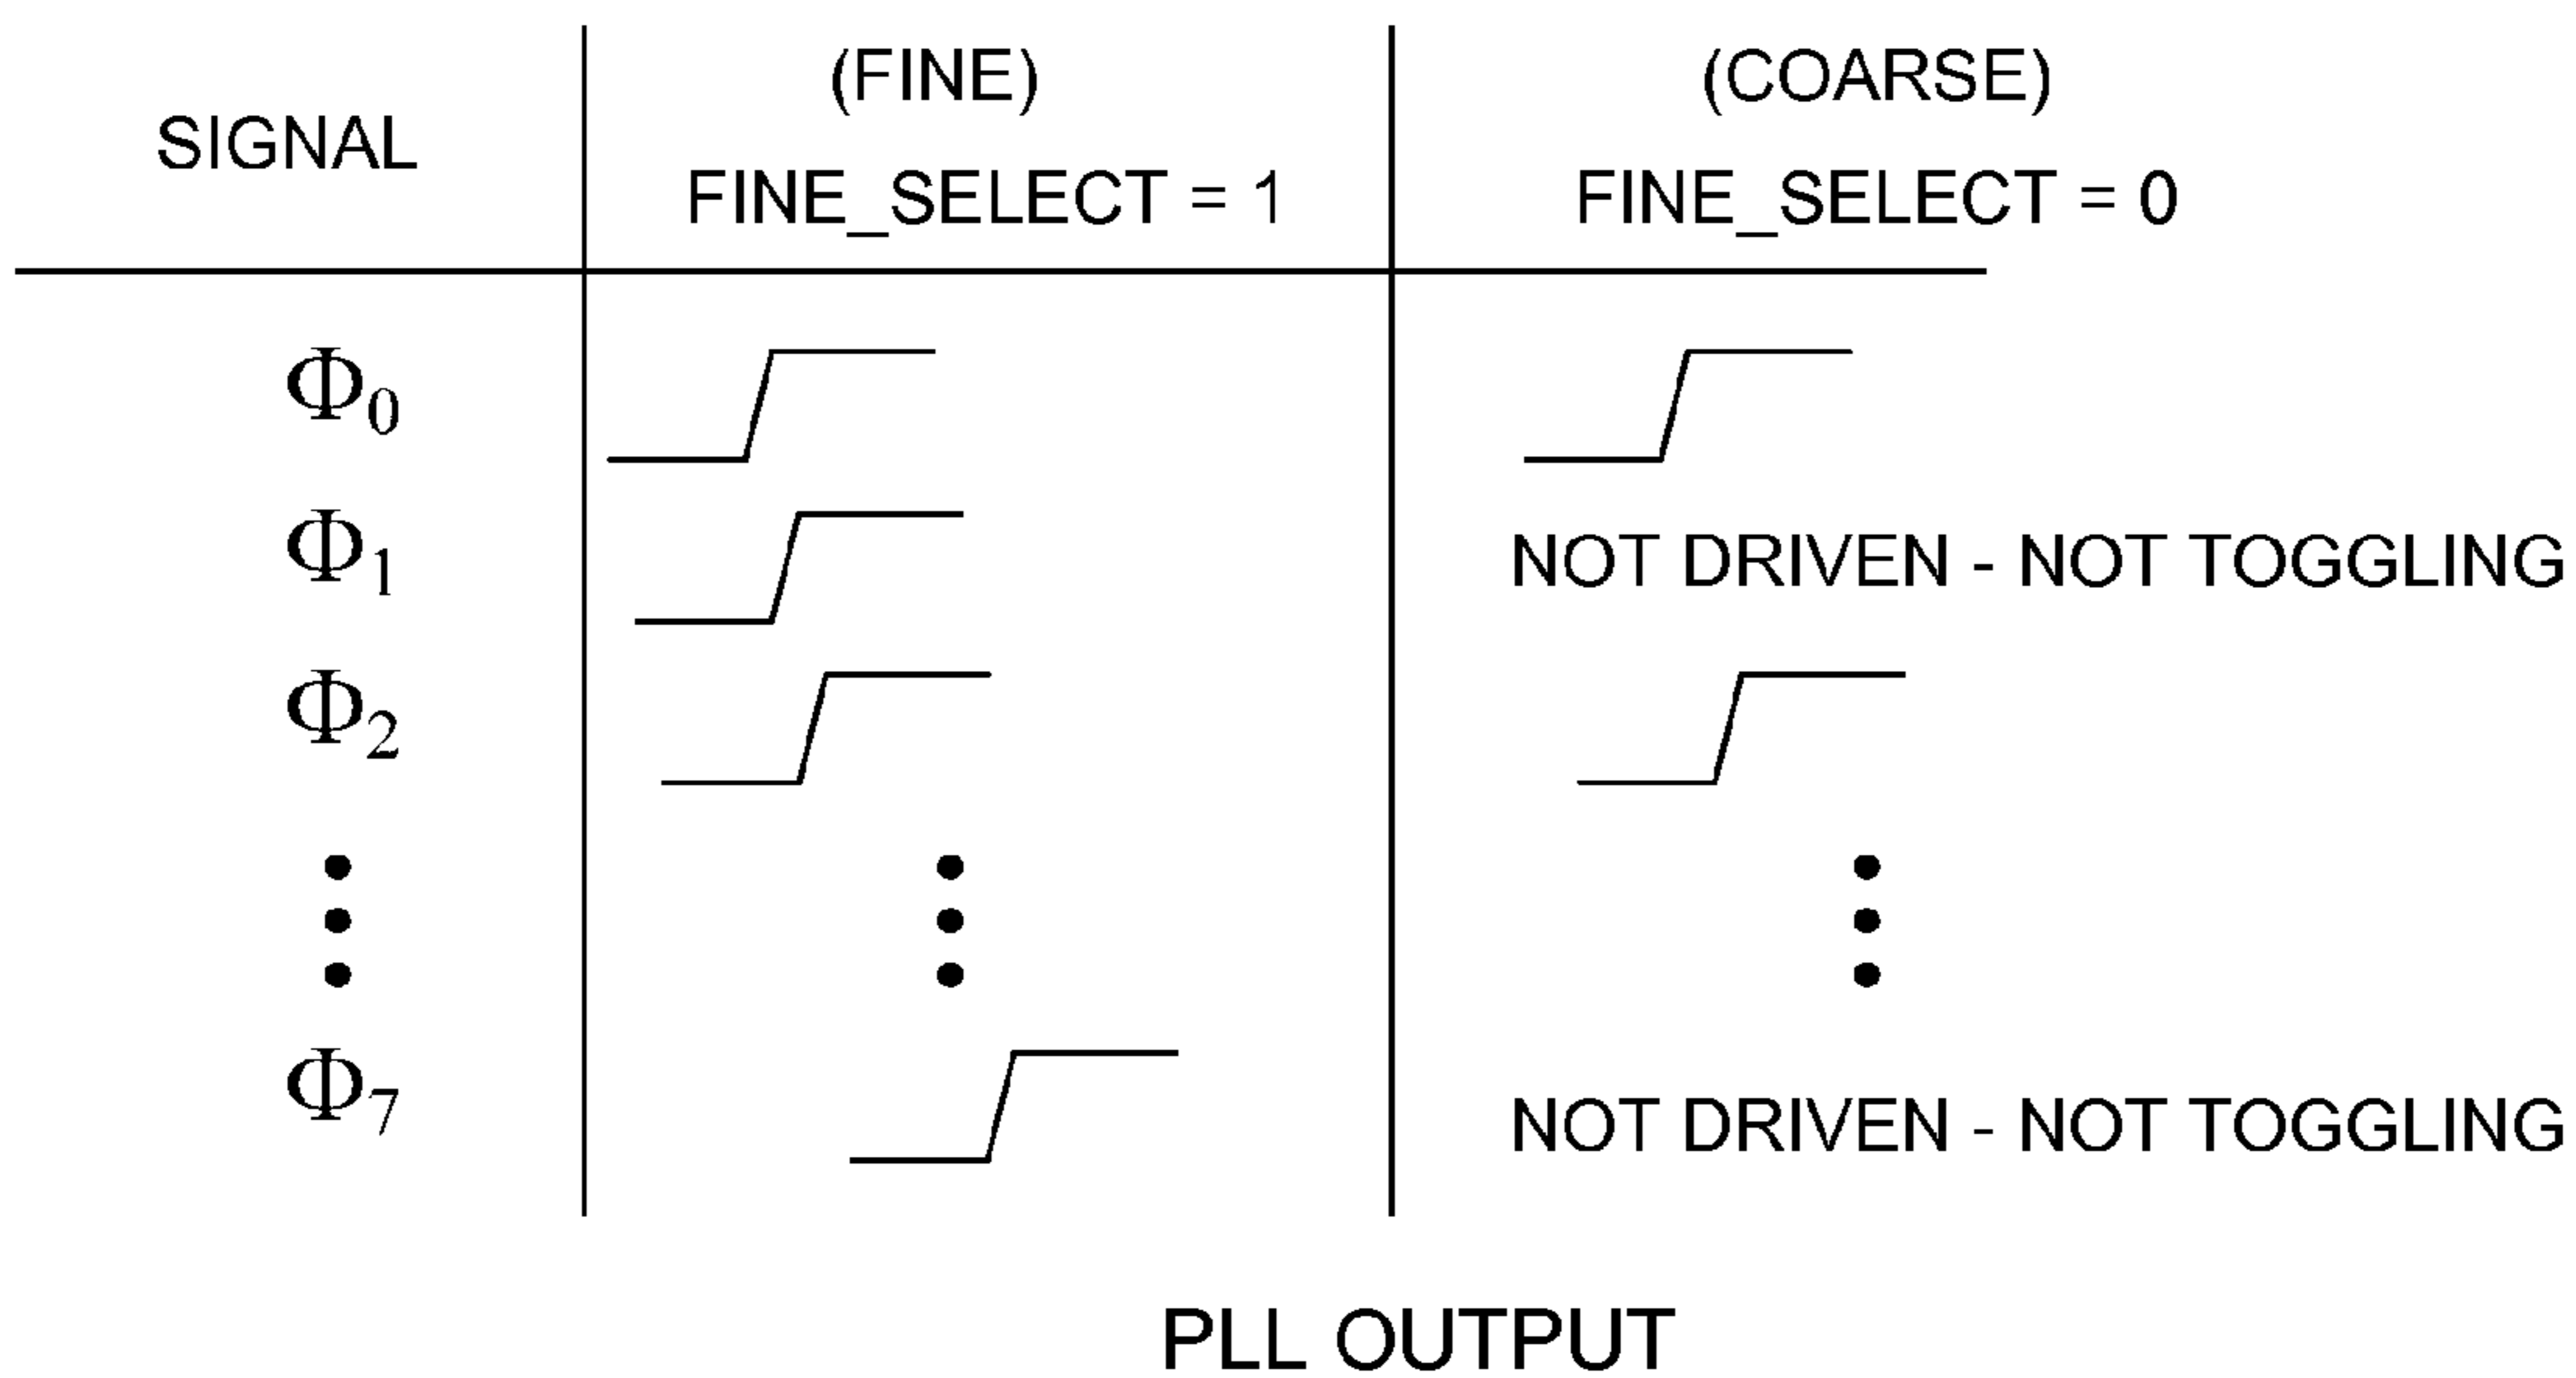 SIGNAL
(FINE)
FINE_SELECT = 1
(COARSE)
FINE_SELECT = 0
Φ0
Φ1
NOT DRIVEN - NOT TOGGLING
Φ2
Φ7
NOT DRIVEN - NOT TOGGLING
PLL OUTPUT